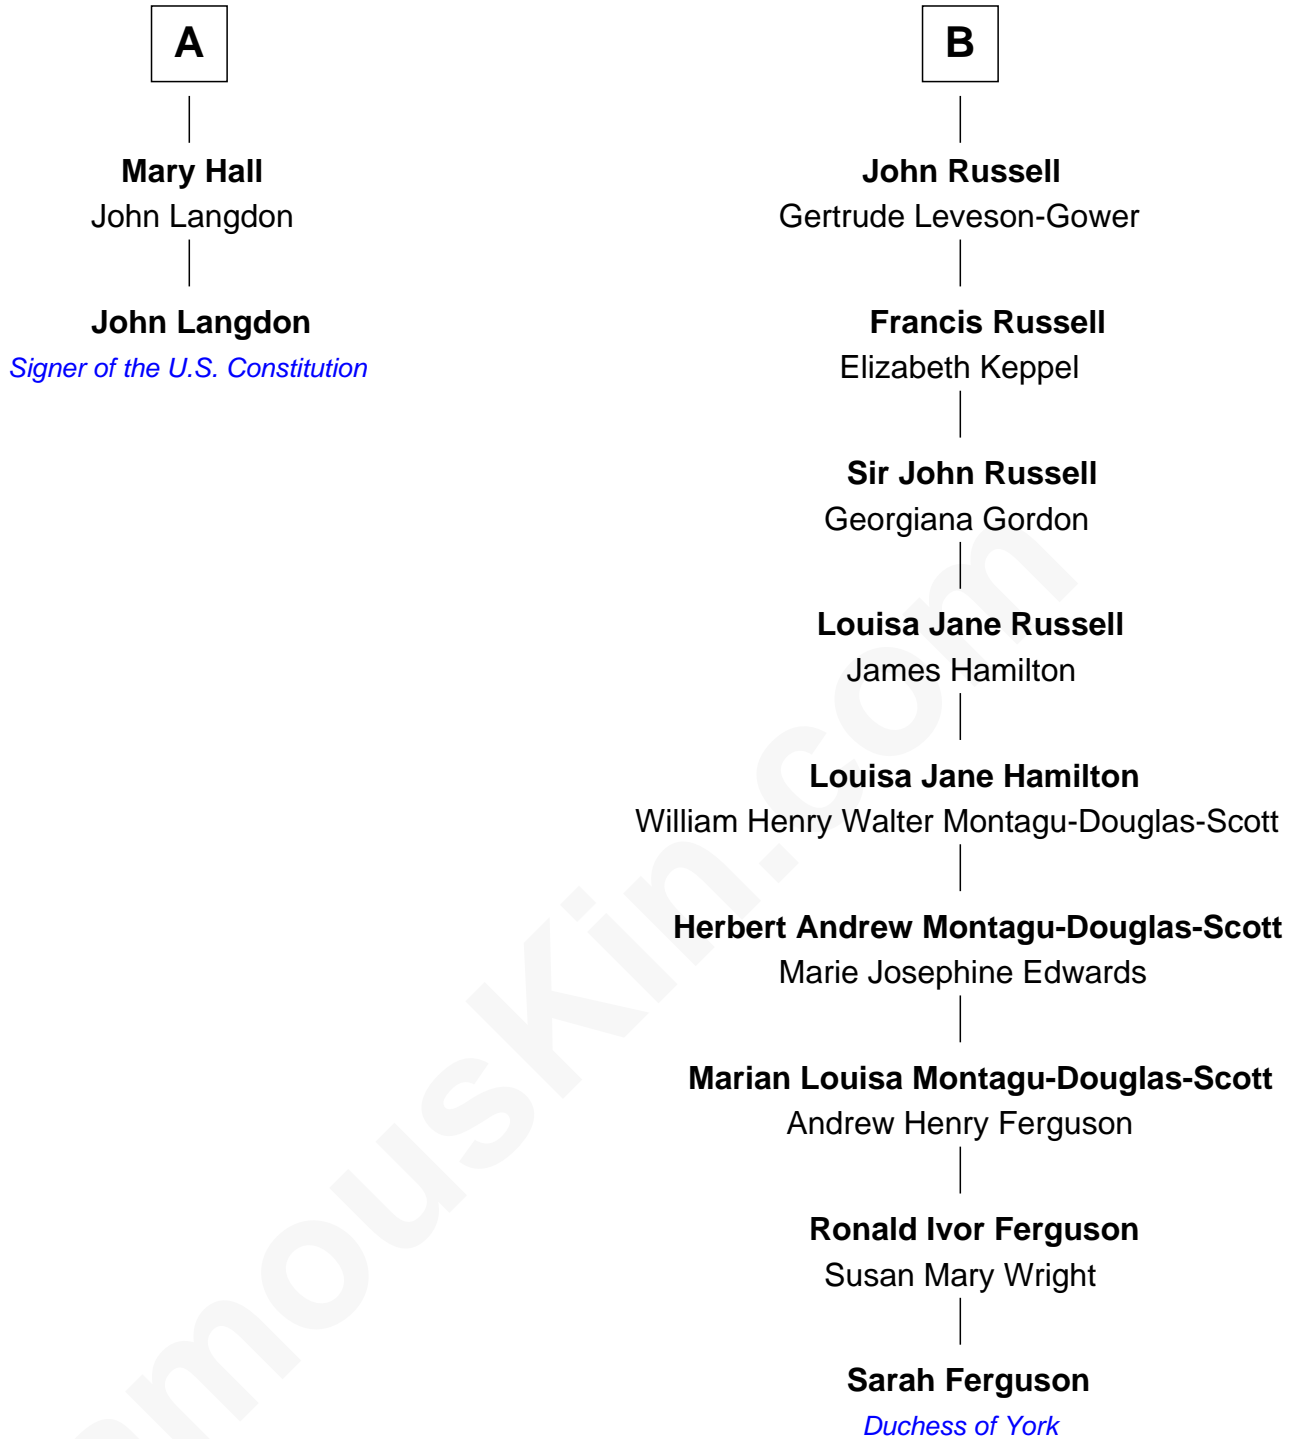 A
Mary Hall
John Langdon
John Langdon
Signer of the U.S. Constitution
B
John Russell
Gertrude Leveson-Gower
Francis Russell
Elizabeth Keppel
Sir John Russell
Georgiana Gordon
Louisa Jane Russell
James Hamilton
Louisa Jane Hamilton
William Henry Walter Montagu-Douglas-Scott
Herbert Andrew Montagu-Douglas-Scott
Marie Josephine Edwards
Marian Louisa Montagu-Douglas-Scott
Andrew Henry Ferguson
Ronald Ivor Ferguson
Susan Mary Wright
Sarah Ferguson
Duchess of York
amouskin.com